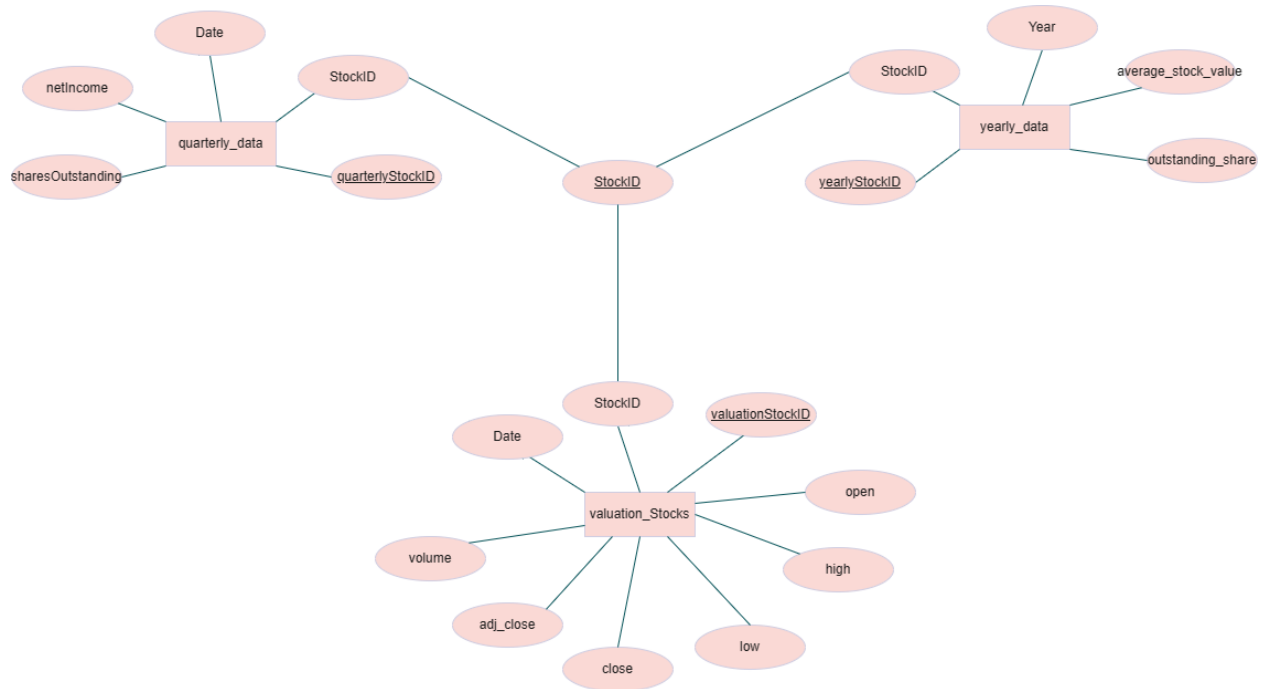 Date
Year
StockID
StockID
average_stock_value
netIncome
quarterly_data
yearly_data
sharesOutstanding
quarterlyStockID
StockID
yearlyStockID
outstanding_share
StockID
valuationStockID
Date
open
valuation_Stocks
volume
high
adj_close
low
close